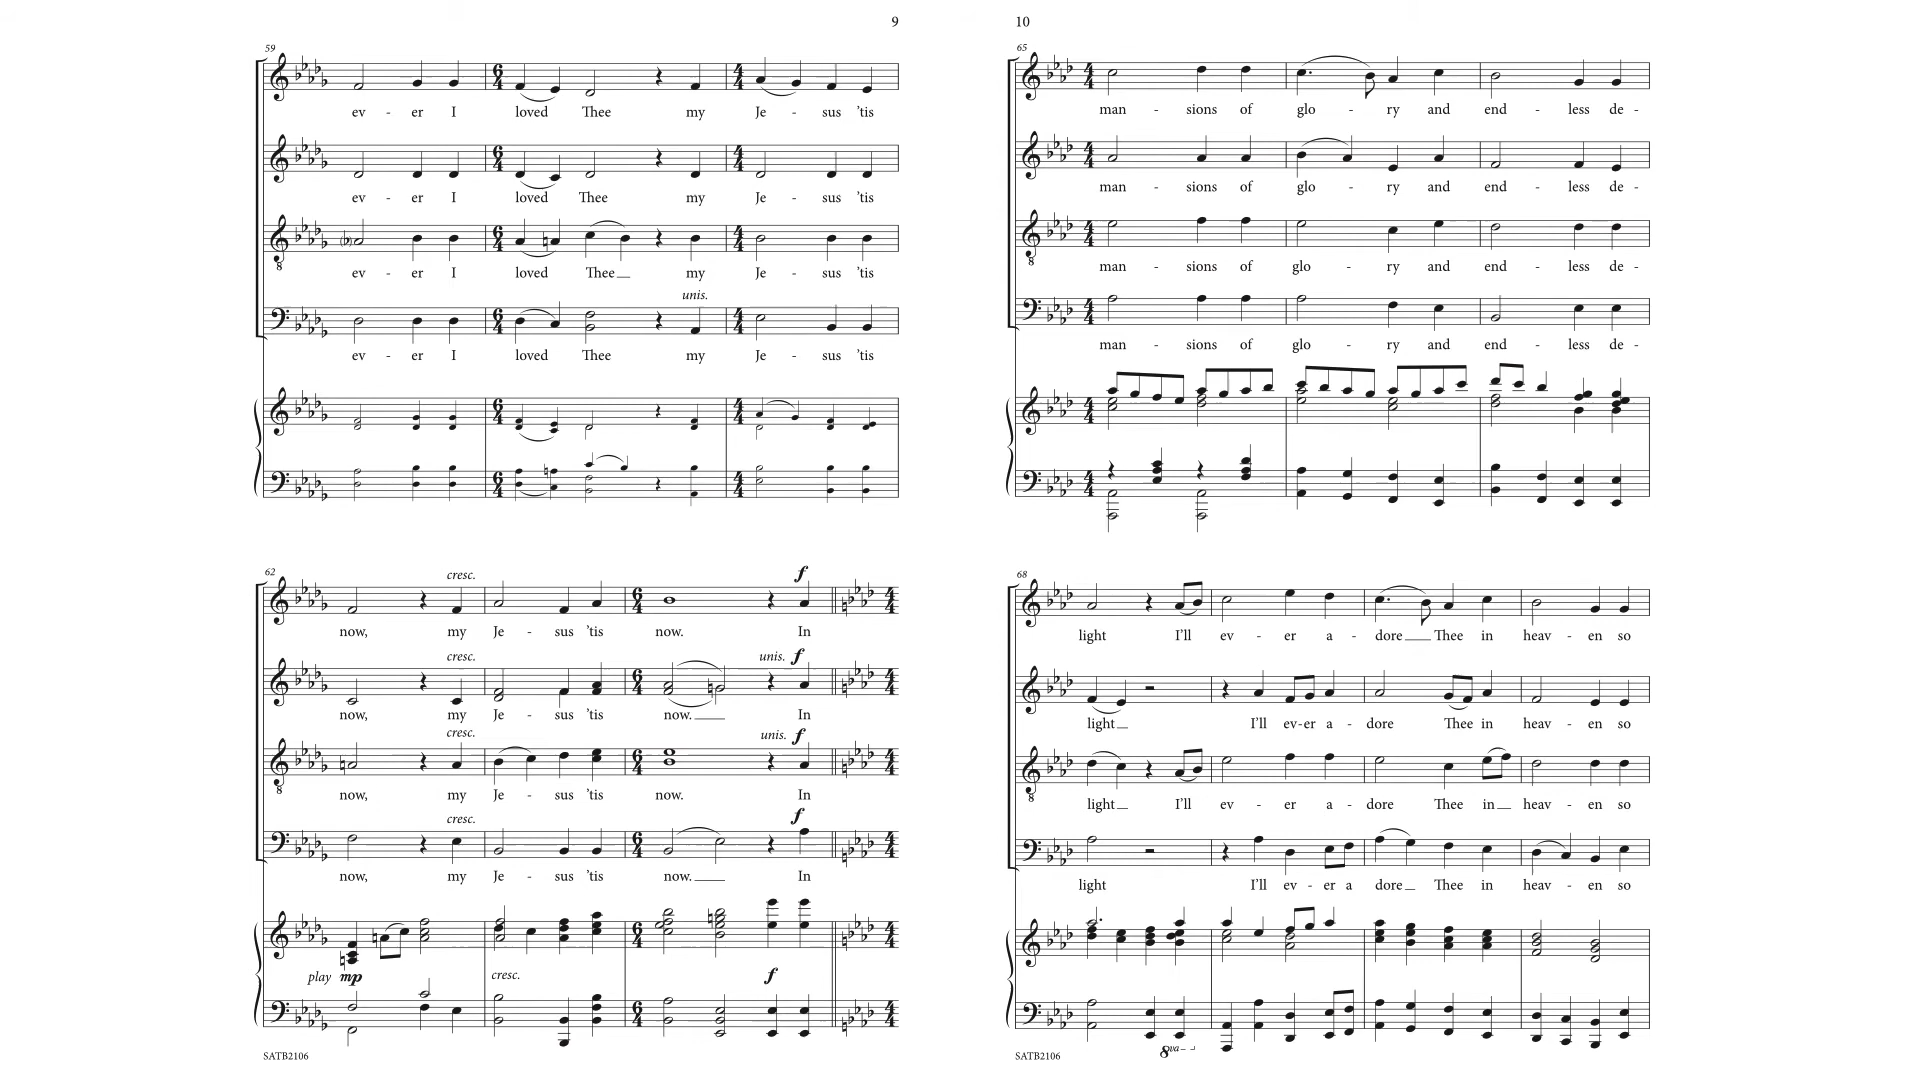 9
59
ev - er I loved Thee my Je - sus ’tis
ev - er I loved Thee my Je - sus ’tis
ev - er I loved Thee my Je - sus ’tis
unis.
ev - er I loved Thee my Je - sus ’tis
62
cresc. f
now, my Je - sus ’tis now. In
cresc. unis. f
now, my Je - sus ’tis now. In
cresc. unis. f
now, my Je - sus ’tis now. In
cresc. f
now, my Je - sus ’tis now. In
play mp cresc. f
SATB2106
10
65
man - sions of glo - ry and end - less de -
man - sions of glo - ry and end - less de -
man - sions of glo - ry and end - less de -
man - sions of glo - ry and end - less de -
68
light I’ll ev - er a - dore Thee in heav - en so
light I’ll ev-er a - dore Thee in heav - en so
light I’ll ev - er a - dore Thee in heav - en so
light I’ll ev - er a dore Thee in heav - en so
8va
SATB2106